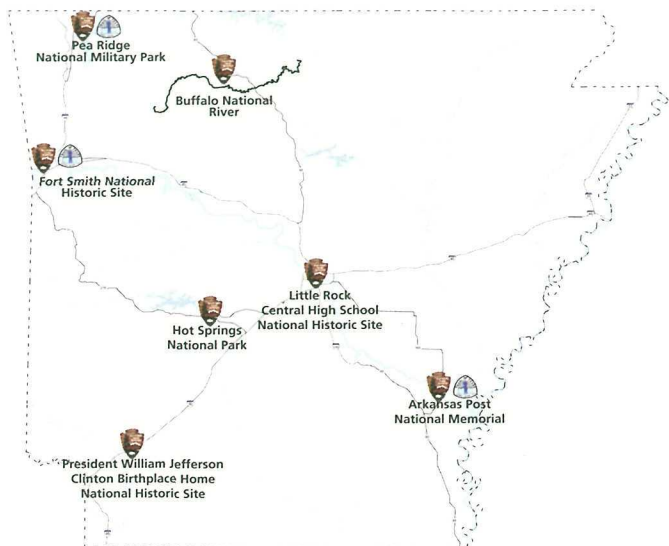 Pea Ridge
National Military Park
Buffalo National
River
Fort Smith National
Historic Site
Little Rock
Central High School
National Historic Site
Hot Springs
National Park
Arkansas Post
National Memorial
President William Jefferson
Clinton Birthplace Home
National Historic Site